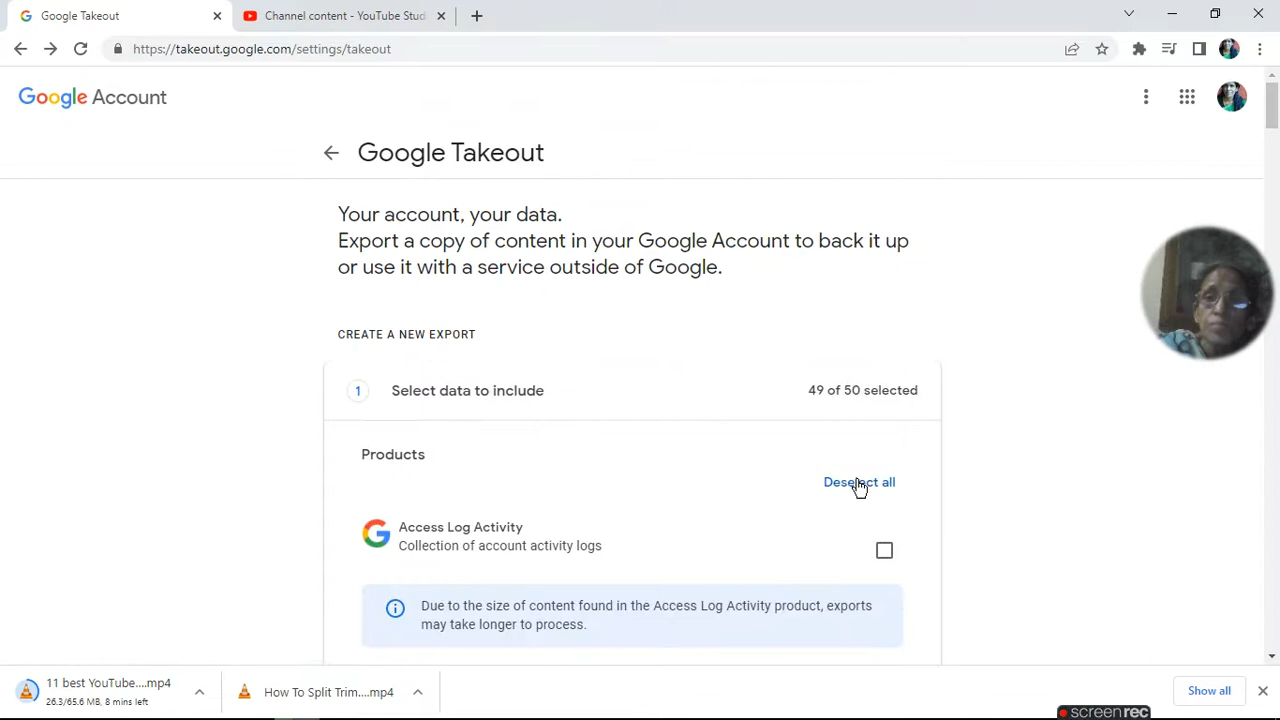 Google Takeout
Channel content - YouTube Stud
https://takeout.google.com/settings/takeout
Google Account
Google Takeout
Your account, your data.
Export a copy of content in your Google Account to back it up
or use it with a service outside of Google.
CREATE A NEW EXPORT
1 Select data to include 49 of 50 selected
Products
Deselect all
Access Log Activity
Collection of account activity logs
Due to the size of content found in the Access Log Activity product, exports
may take longer to process.
11 best YouTube....mp4
26.3/65.6 MB, 8 mins left
How To Split Trim....mp4
Show all
screenrec